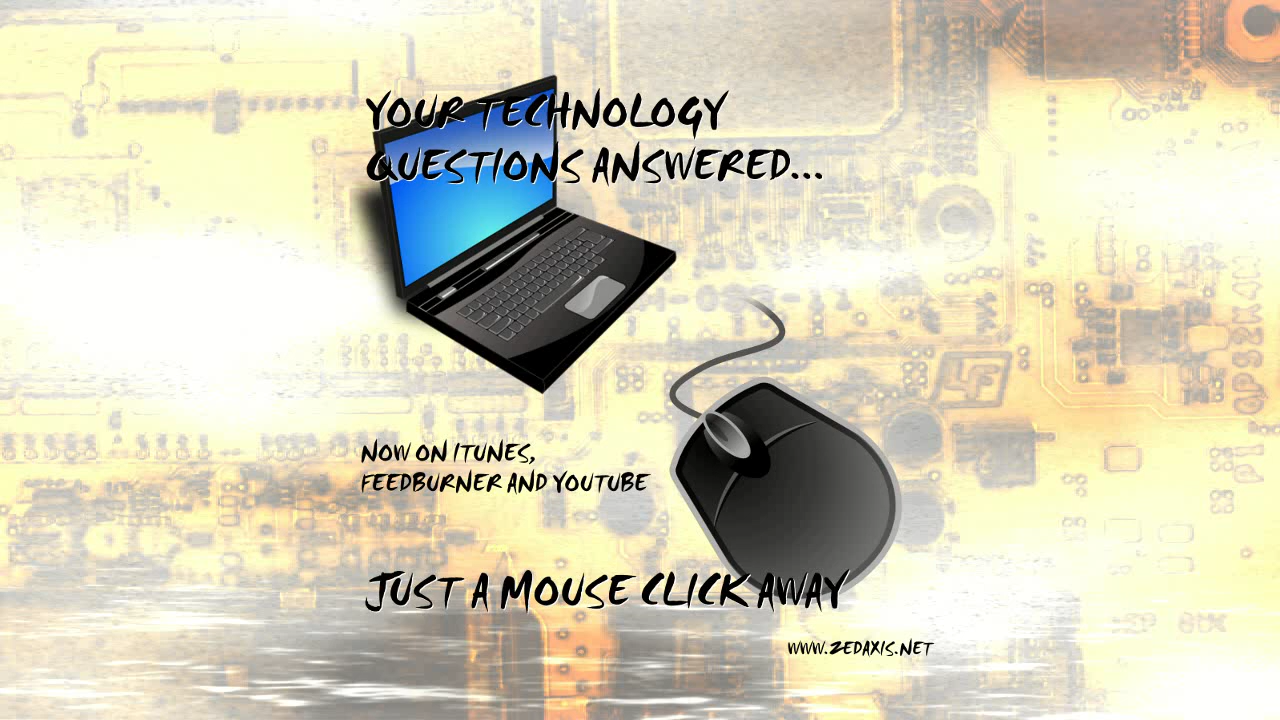 YOUR TECHNOLOGY
QUESTIONS ANSWERED...
NOW ON ITUNES,
FEEDBURNER AND YOUTUBE
JUST A MOUSE CLICK AWAY
WWW.ZEDAXIS.NET